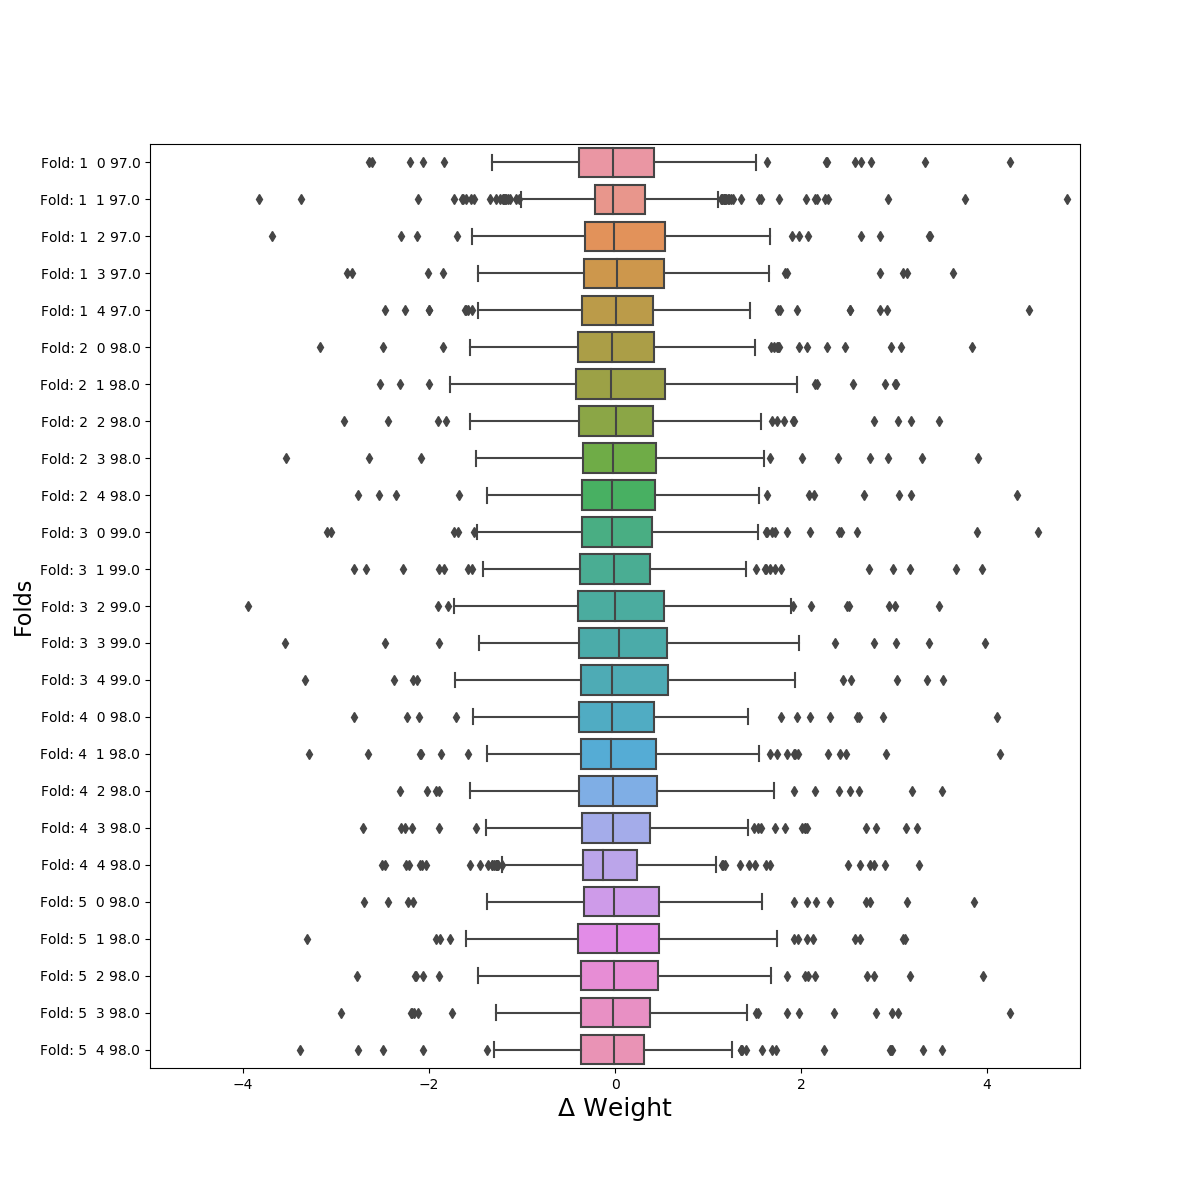 Fold: 1  0 97.0
Fold: 1  1 97.0
Fold: 1  2 97.0
Fold: 1  3 97.0
Fold: 1  4 97.0
Fold: 2  0 98.0
Fold: 2  1 98.0
Fold: 2  2 98.0
Fold: 2  3 98.0
Fold: 2  4 98.0
Fold: 3  0 99.0
Fold: 3  1 99.0
Fold: 3  2 99.0
Fold: 3  3 99.0
Fold: 3  4 99.0
Fold: 4  0 98.0
Fold: 4  1 98.0
Fold: 4  2 98.0
Fold: 4  3 98.0
Fold: 4  4 98.0
Fold: 5  0 98.0
Fold: 5  1 98.0
Fold: 5  2 98.0
Fold: 5  3 98.0
Fold: 5  4 98.0
Folds
−4 −2 0 2 4
Δ Weight